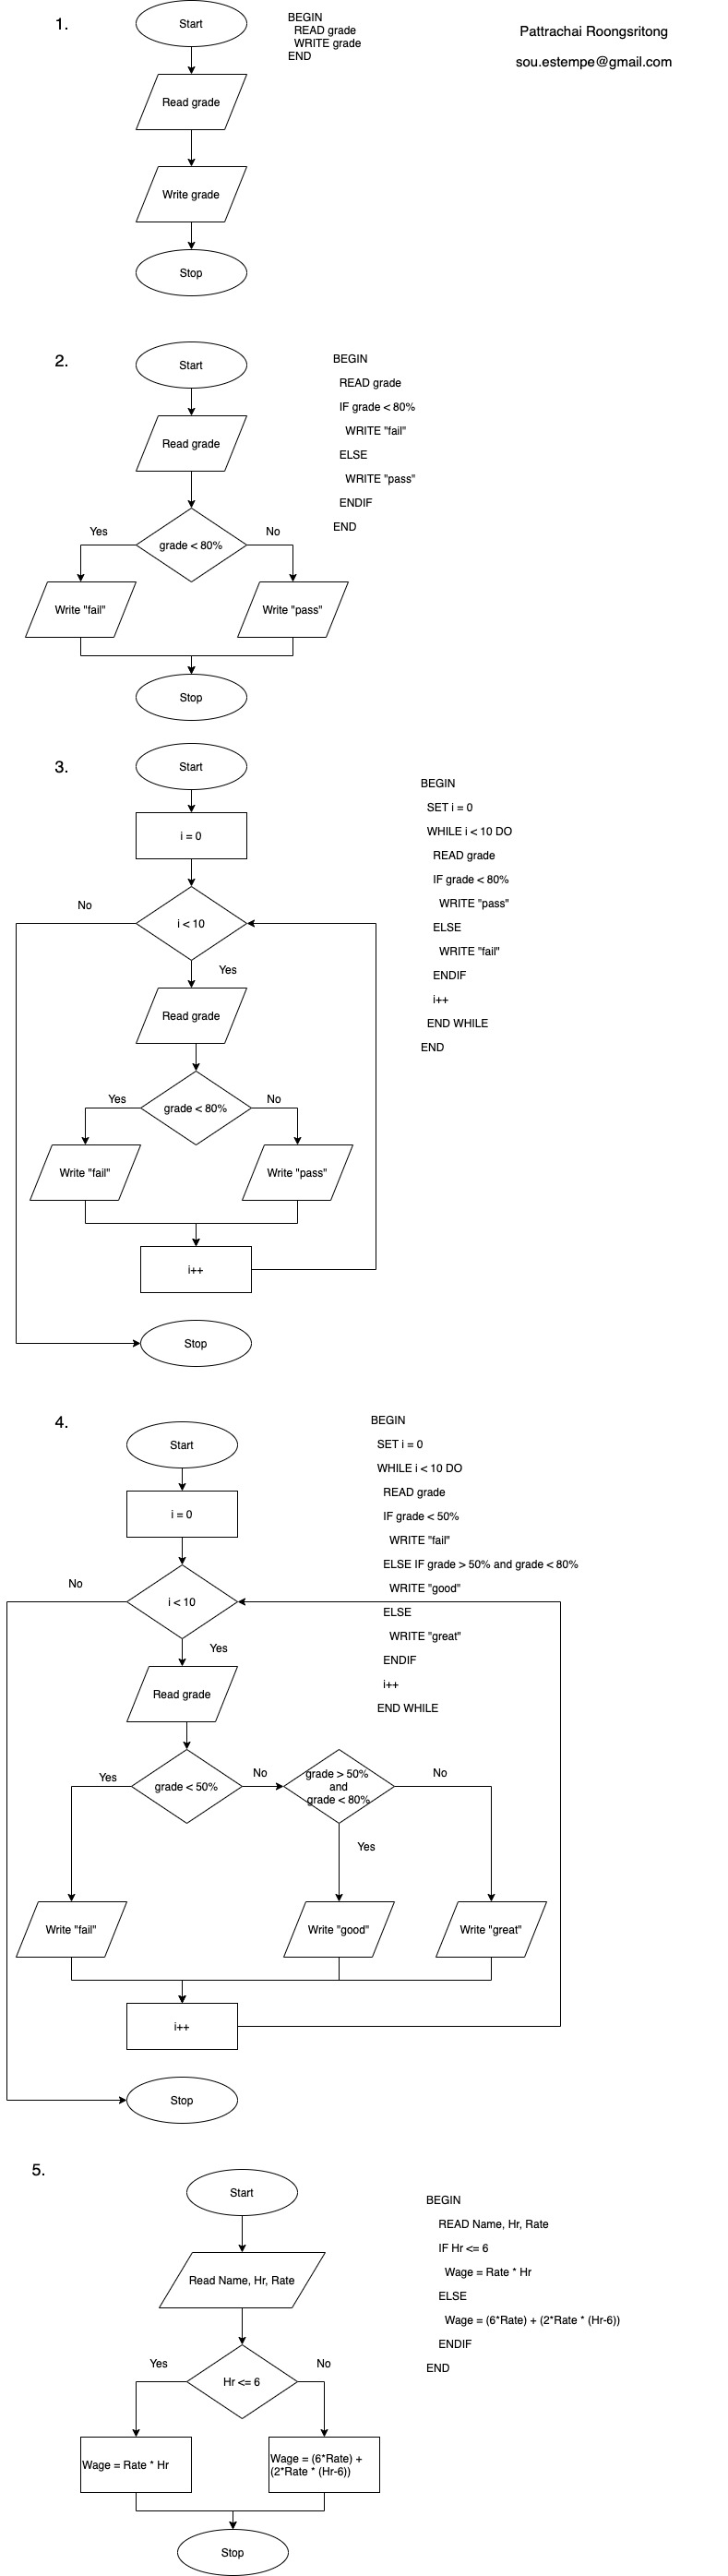 1.
Start
Read grade
Write grade
Stop
BEGIN
READ grade
WRITE grade
END
Pattrachai Roongsritong
sou.estempe@gmail.com
2.
Start
Read grade
grade < 80%
Yes
No
Write "fail"
Write "pass"
Stop
BEGIN
READ grade
IF grade < 80%
WRITE "fail"
ELSE
WRITE "pass"
ENDIF
END
3.
Start
i = 0
i < 10
No
Yes
Read grade
grade < 80%
Yes
No
Write "fail"
Write "pass"
i++
Stop
BEGIN
SET i = 0
WHILE i < 10 DO
READ grade
IF grade < 80%
WRITE "pass"
ELSE
WRITE "fail"
ENDIF
i++
END WHILE
END
4.
Start
i = 0
i < 10
No
Yes
Read grade
grade < 50%
Yes
No
grade > 50%
and
grade < 80%
No
Yes
Write "fail"
Write "good"
Write "great"
i++
Stop
BEGIN
SET i = 0
WHILE i < 10 DO
READ grade
IF grade < 50%
WRITE "fail"
ELSE IF grade > 50% and grade < 80%
WRITE "good"
ELSE
WRITE "great"
ENDIF
i++
END WHILE
5.
Start
Read Name, Hr, Rate
Hr <= 6
Yes
No
Wage = Rate * Hr
Wage = (6*Rate) +
(2*Rate * (Hr-6))
Stop
BEGIN
READ Name, Hr, Rate
IF Hr <= 6
Wage = Rate * Hr
ELSE
Wage = (6*Rate) + (2*Rate * (Hr-6))
ENDIF
END